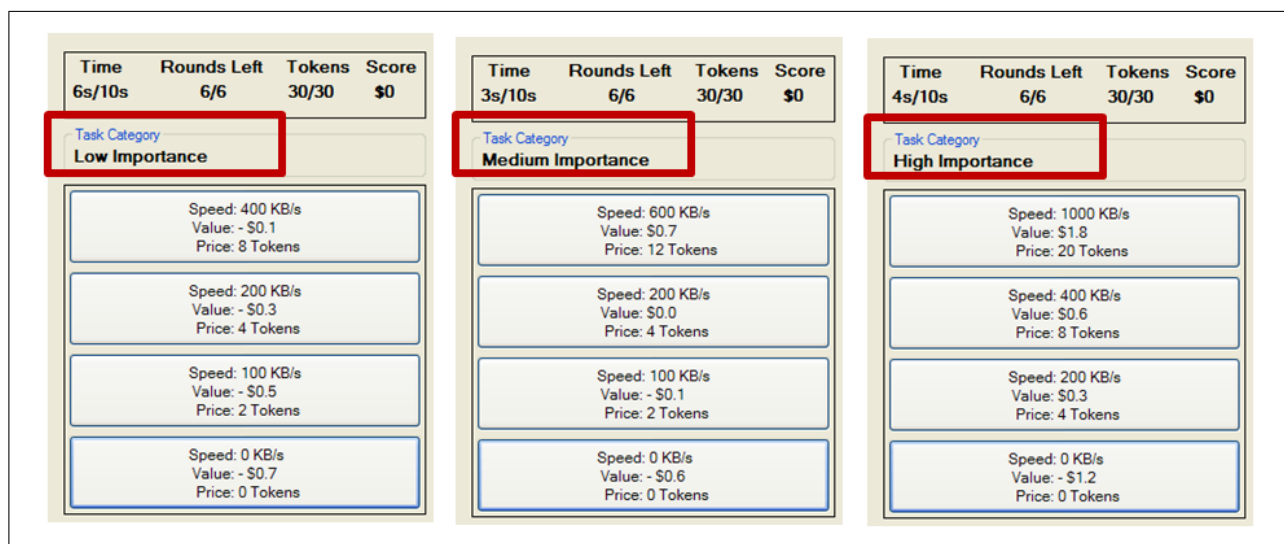 Time Rounds Left Tokens Score
6s/10s 6/6 30/30 $0
Task Category
Low Importance
Speed: 400 KB/s
Value: - $0.1
Price: 8 Tokens
Speed: 200 KB/s
Value: - $0.3
Price: 4 Tokens
Speed: 100 KB/s
Value: - $0.5
Price: 2 Tokens
Speed: 0 KB/s
Value: - $0.7
Price: 0 Tokens
Time Rounds Left Tokens Score
3s/10s 6/6 30/30 $0
Task Category
Medium Importance
Speed: 600 KB/s
Value: $0.7
Price: 12 Tokens
Speed: 200 KB/s
Value: $0.0
Price: 4 Tokens
Speed: 100 KB/s
Value: - $0.1
Price: 2 Tokens
Speed: 0 KB/s
Value: - $0.6
Price: 0 Tokens
Time Rounds Left Tokens Score
4s/10s 6/6 30/30 $0
Task Category
High Importance
Speed: 1000 KB/s
Value: $1.8
Price: 20 Tokens
Speed: 400 KB/s
Value: $0.6
Price: 8 Tokens
Speed: 200 KB/s
Value: $0.3
Price: 4 Tokens
Speed: 0 KB/s
Value: - $1.2
Price: 0 Tokens